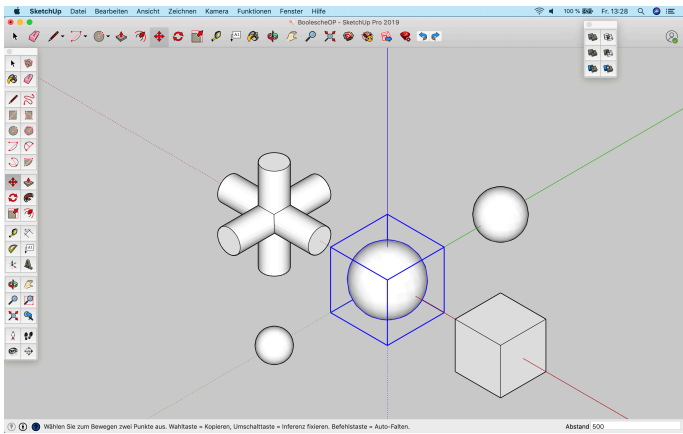 SketchUp Datei Bearbeiten Ansicht Zeichnen Kamera Funktionen Fenster Hilfe 100 % Fr. 13:28
BoolescheOP - SketchUp Pro 2019
Wählen Sie zum Bewegen zwei Punkte aus. Wahltaste = Kopieren, Umschalttaste = Inferenz fixieren. Befehlstaste = Auto-Falten. Abstand 500